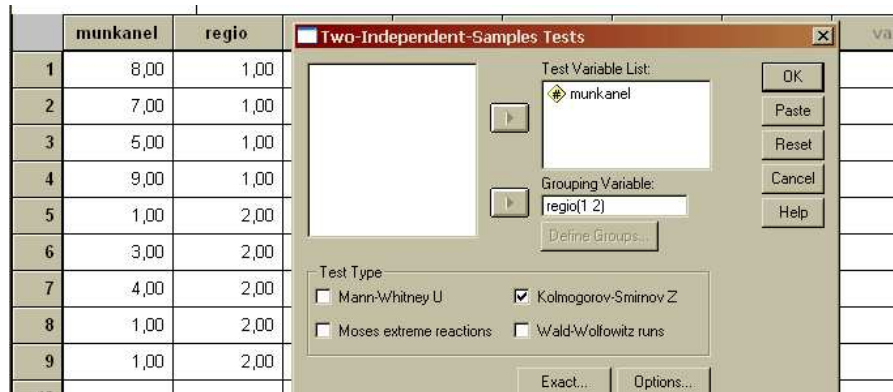 munkanel regio va
1 8,00 1,00
2 7,00 1,00
3 5,00 1,00
4 9,00 1,00
5 1,00 2,00
6 3,00 2,00
7 4,00 2,00
8 1,00 2,00
9 1,00 2,00
Two-Independent-Samples Tests
Test Variable List:
# munkanel
Grouping Variable:
regio(1 2)
Define Groups...
OK
Paste
Reset
Cancel
Help
Test Type
Mann-Whitney U Kolmogorov-Smirnov Z
Moses extreme reactions Wald-Wolfowitz runs
Exact... Options...